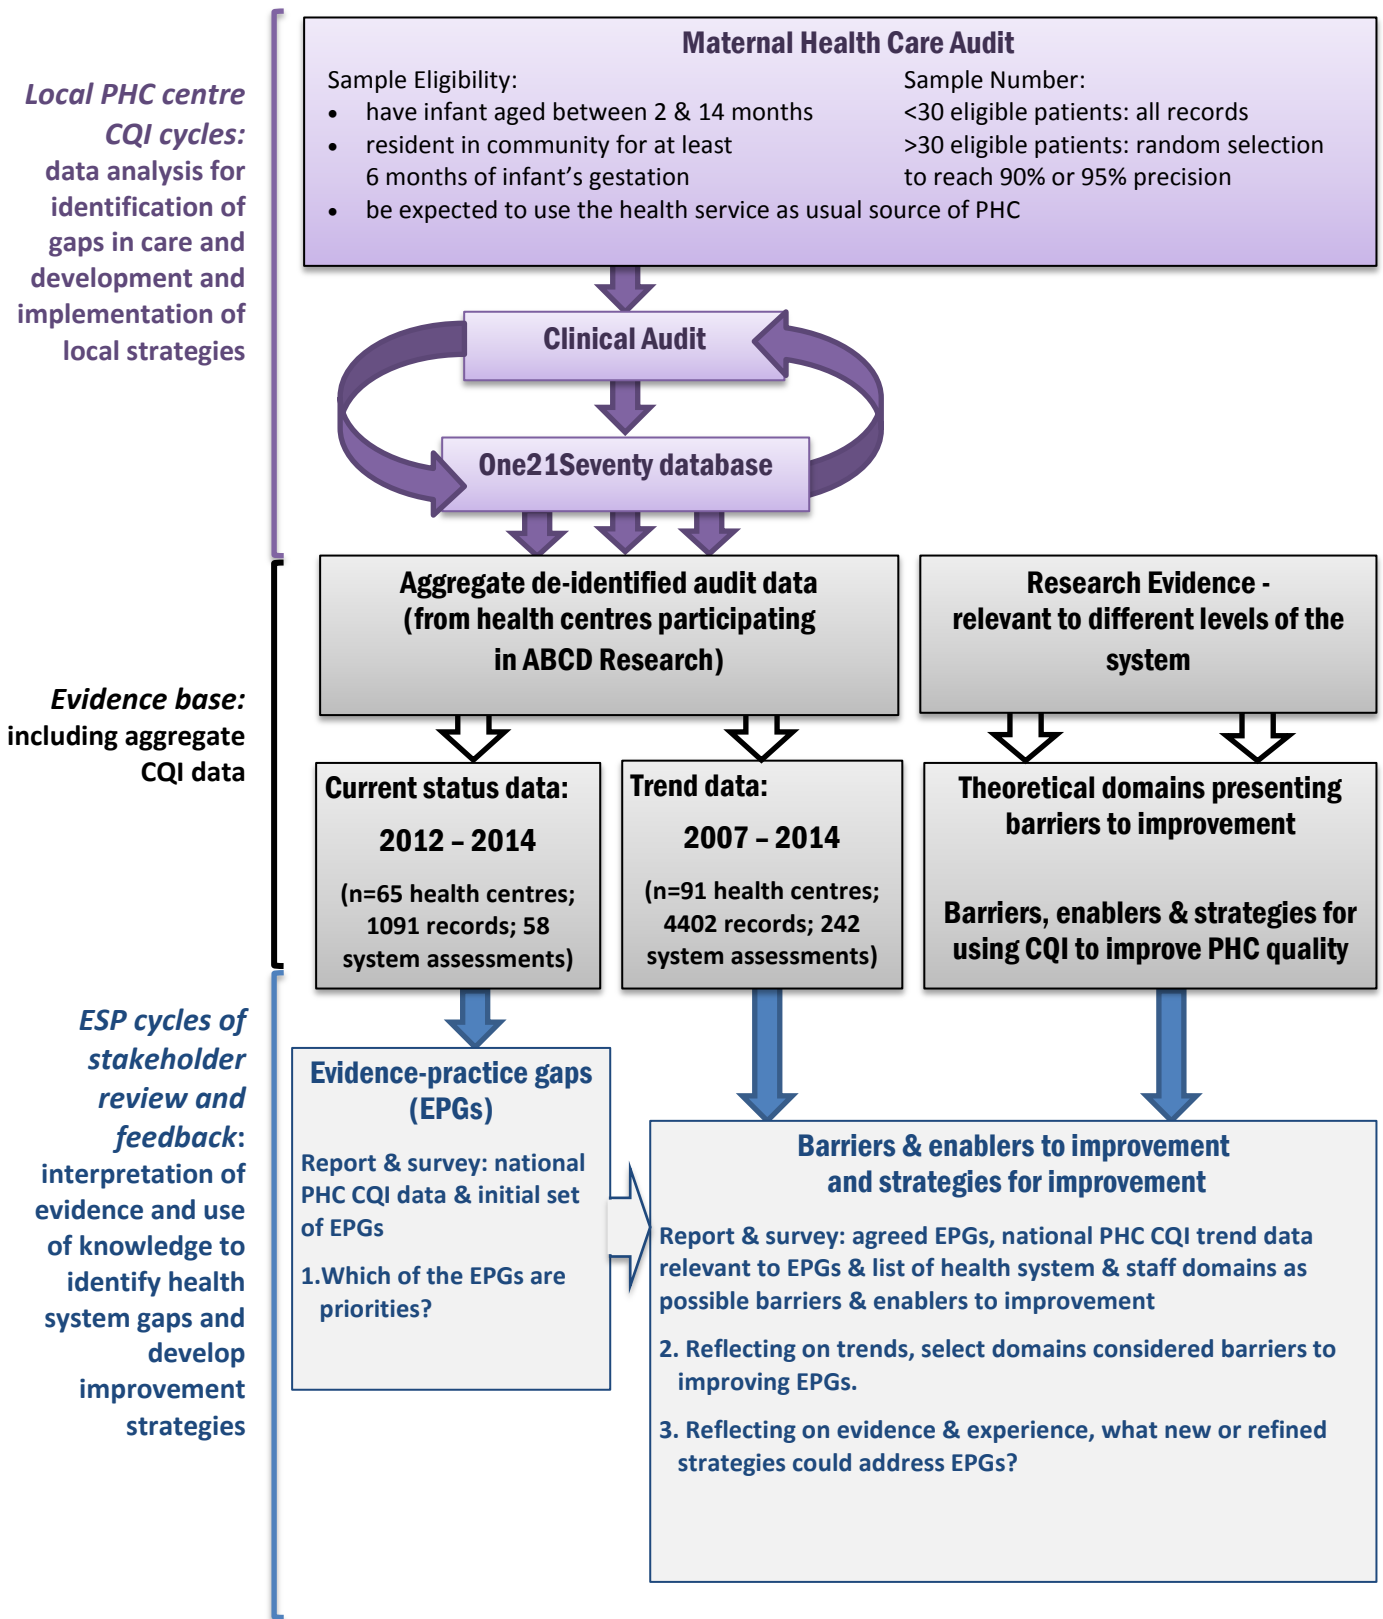 Local PHC centre
CQI cycles:
data analysis for
identification of
gaps in care and
development and
implementation of
local strategies
Maternal Health Care Audit
Sample Eligibility:
• have infant aged between 2 & 14 months
• resident in community for at least
6 months of infant's gestation
• be expected to use the health service as usual source of PHC
Sample Number:
<30 eligible patients: all records
>30 eligible patients: random selection
to reach 90% or 95% precision
Clinical Audit
One21Seventy database
Evidence base:
including aggregate
CQI data
Aggregate de-identified audit data
(from health centres participating
in ABCD Research)
Research Evidence -
relevant to different levels of the
system
Current status data:
2012 – 2014
(n=65 health centres;
1091 records; 58
system assessments)
Trend data:
2007 – 2014
(n=91 health centres;
4402 records; 242
system assessments)
Theoretical domains presenting
barriers to improvement
Barriers, enablers & strategies for
using CQI to improve PHC quality
ESP cycles of
stakeholder
review and
feedback:
interpretation of
evidence and use
of knowledge to
identify health
system gaps and
develop
improvement
strategies
Evidence-practice gaps
(EPGs)
Report & survey: national
PHC CQI data & initial set
of EPGs
1.Which of the EPGs are
priorities?
Barriers & enablers to improvement
and strategies for improvement
Report & survey: agreed EPGs, national PHC CQI trend data
relevant to EPGs & list of health system & staff domains as
possible barriers & enablers to improvement
2. Reflecting on trends, select domains considered barriers to
improving EPGs.
3. Reflecting on evidence & experience, what new or refined
strategies could address EPGs?